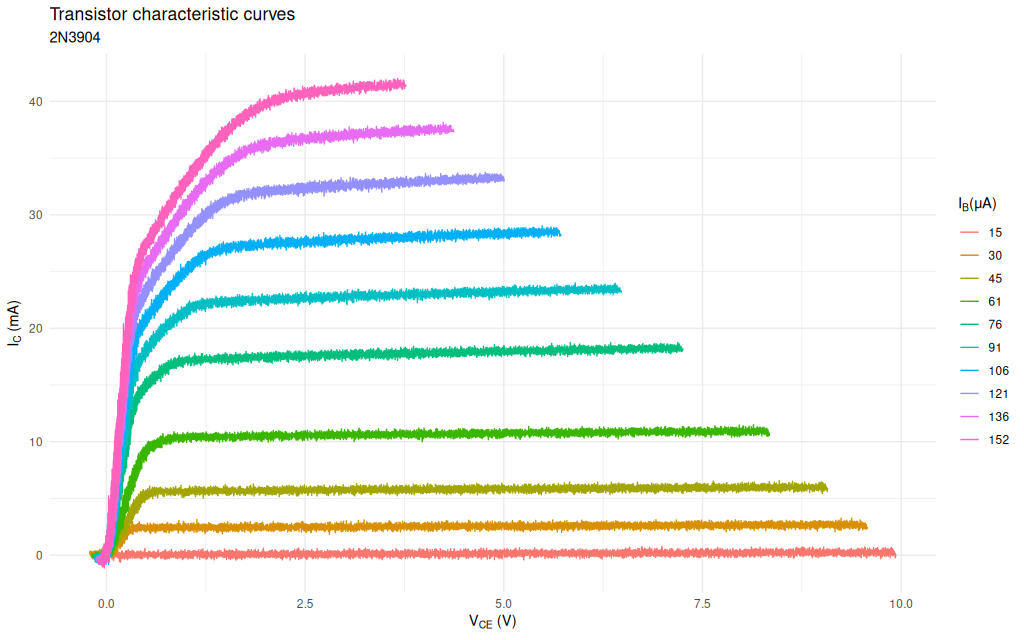 Transistor characteristic curves
2N3904
I_C (mA)
40
30
20
10
0
0.0 2.5 5.0 7.5 10.0
V_CE (V)
I_B(µA)
15
30
45
61
76
91
106
121
136
152